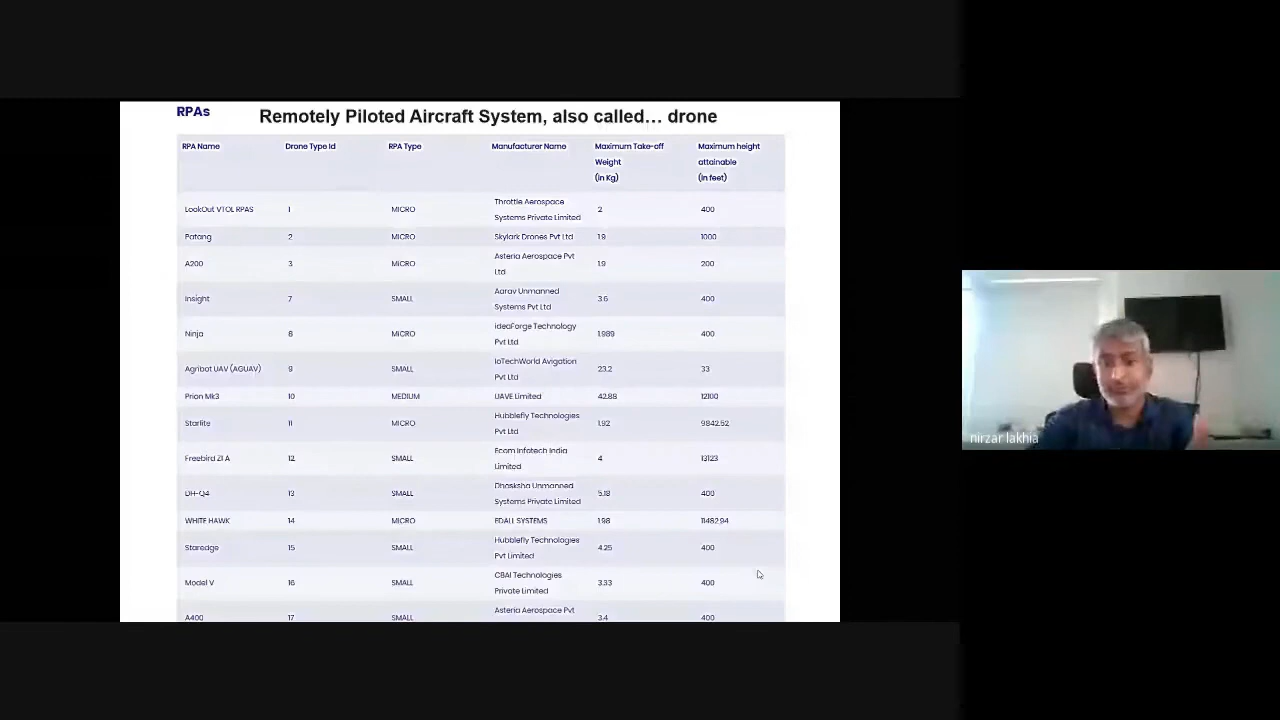 RPAs
Remotely Piloted Aircraft System, also called... drone
RPA Name Drone Type Id RPA Type Manufacturer Name Maximum Take-off Maximum height
Weight attainable
(in Kg) (in feet)
Throttle Aerospace
LookOut VTOL RPAS 1 MICRO 2 400
Systems Private Limited
Patang 2 MICRO Skylark Drones Pvt Ltd 1.9 1000
Asteria Aerospace Pvt
A200 3 MICRO 1.9 200
Ltd
Aarav Unmanned
Insight 7 SMALL 3.6 400
Systems Pvt Ltd
ideaForge Technology
Ninja 8 MICRO 1.989 400
Pvt Ltd
IoTechWorld Avigation
Agribot UAV (AGUAV) 9 SMALL 23.2 33
Pvt Ltd
Prion Mk3 10 MEDIUM UAVE Limited 42.88 12100
Hubblefly Technologies
Starlite 11 MICRO 1.92 9842.52
Pvt Ltd
Ecom Infotech India
Freebird Z1 A 12 SMALL 4 13123
Limited
Dhaksha Unmanned
DH-Q4 13 SMALL 5.18 400
Systems Private Limited
WHITE HAWK 14 MICRO EDALL SYSTEMS 1.98 11482.94
Hubblefly Technologies
Staredge 15 SMALL 4.25 400
Pvt Limited
CBAI Technologies
Model V 16 SMALL 3.33 400
Private Limited
Asteria Aerospace Pvt
A400 17 SMALL 3.4 400
nirzar lakhia